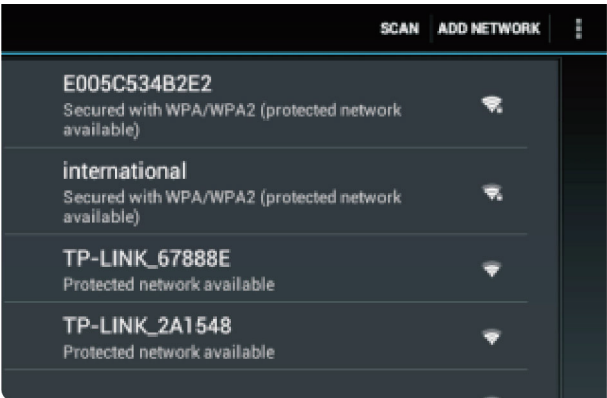 SCAN ADD NETWORK
E005C534B2E2
Secured with WPA/WPA2 (protected network
available)
international
Secured with WPA/WPA2 (protected network
available)
TP-LINK_67888E
Protected network available
TP-LINK_2A1548
Protected network available